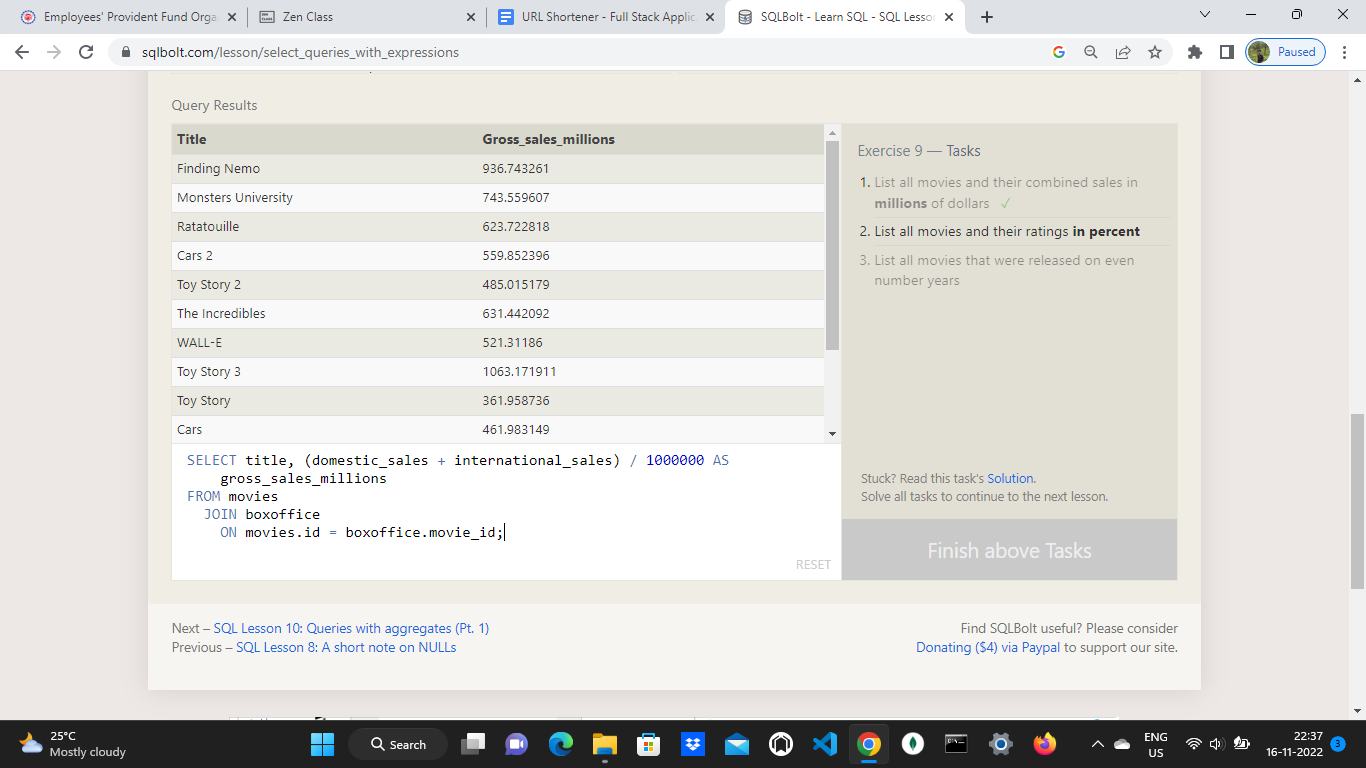 Employees' Provident Fund Orga
Zen Class
URL Shortener - Full Stack Applic
SQLBolt - Learn SQL - SQL Lesso
sqlbolt.com/lesson/select_queries_with_expressions
Paused
Query Results
Title Gross_sales_millions
Finding Nemo 936.743261
Monsters University 743.559607
Ratatouille 623.722818
Cars 2 559.852396
Toy Story 2 485.015179
The Incredibles 631.442092
WALL-E 521.31186
Toy Story 3 1063.171911
Toy Story 361.958736
Cars 461.983149
SELECT title, (domestic_sales + international_sales) / 1000000 AS
gross_sales_millions
FROM movies
JOIN boxoffice
ON movies.id = boxoffice.movie_id;
RESET
Exercise 9 — Tasks
1. List all movies and their combined sales in
millions of dollars ✓
2. List all movies and their ratings in percent
3. List all movies that were released on even
number years
Stuck? Read this task's Solution.
Solve all tasks to continue to the next lesson.
Finish above Tasks
Next – SQL Lesson 10: Queries with aggregates (Pt. 1)
Previous – SQL Lesson 8: A short note on NULLs
Find SQLBolt useful? Please consider
Donating ($4) via Paypal to support our site.
25°C
Mostly cloudy
Search
ENG
US
22:37
16-11-2022
3